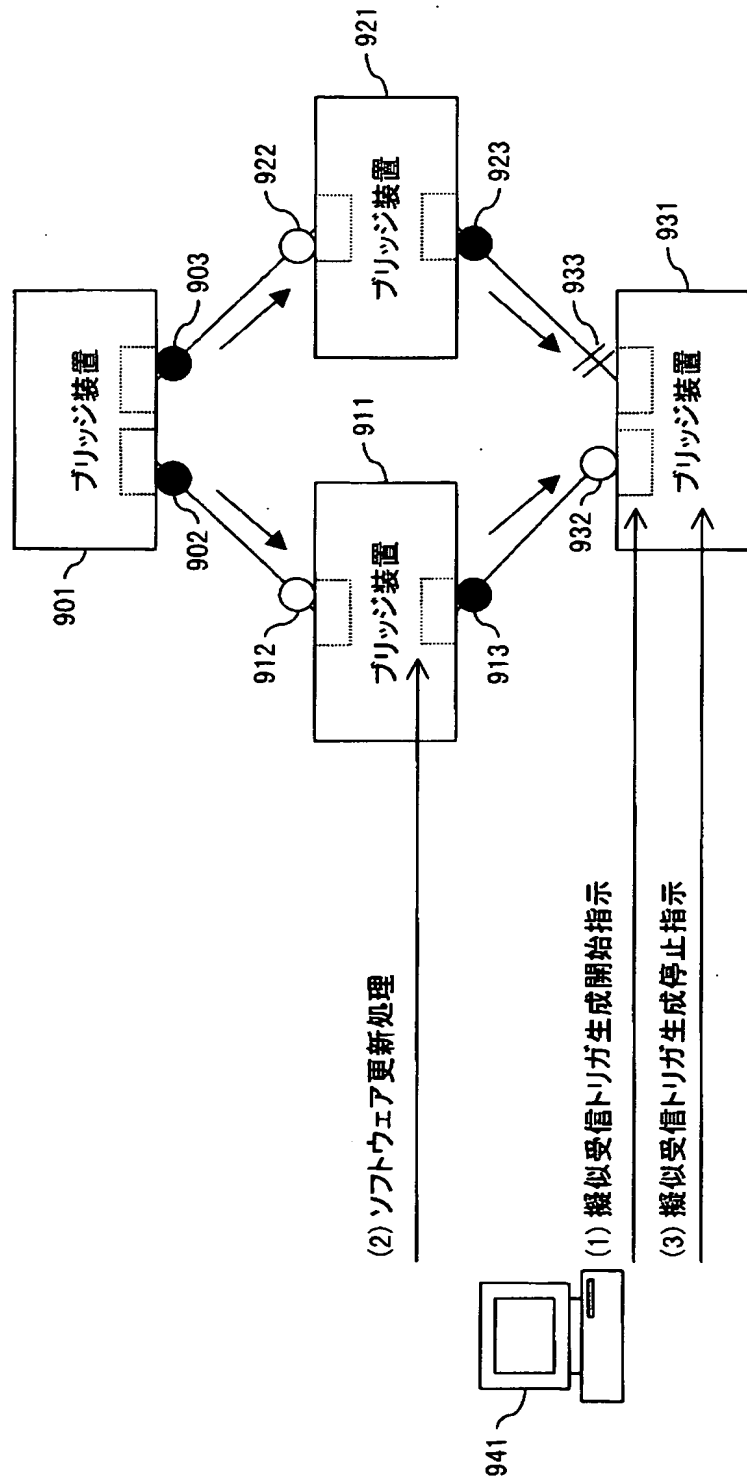 901
ブリッジ装置
902
903
912
922
911
921
ブリッジ装置
ブリッジ装置
913
923
(2) ソフトウェア更新処理
932
933
931
ブリッジ装置
(1) 擬似受信トリガ生成開始指示
(3) 擬似受信トリガ生成停止指示
941